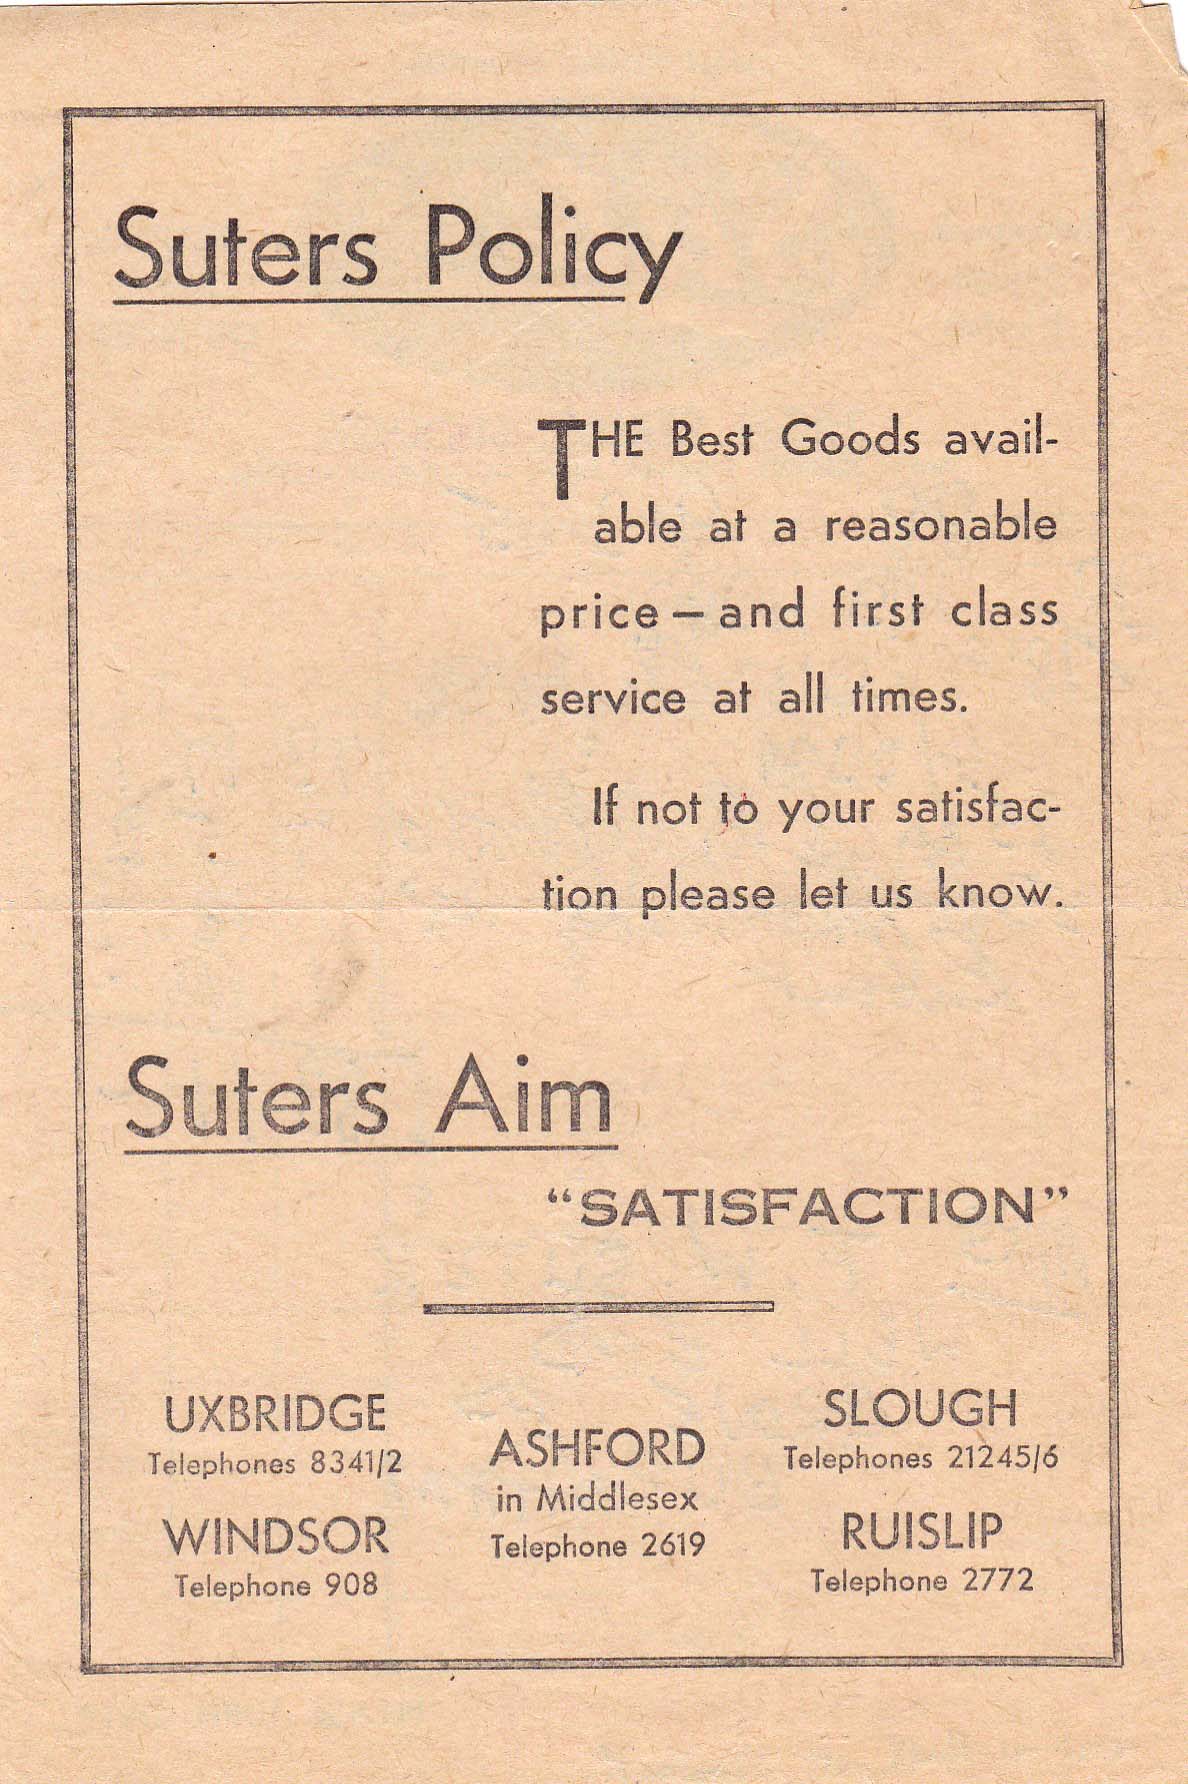 Suters Policy
THE Best Goods avail-
able at a reasonable
price — and first class
service at all times.
If not to your satisfac-
tion please let us know.
Suters Aim
“SATISFACTION”
UXBRIDGE
Telephones 8341/2
WINDSOR
Telephone 908
ASHFORD
in Middlesex
Telephone 2619
SLOUGH
Telephones 21245/6
RUISLIP
Telephone 2772